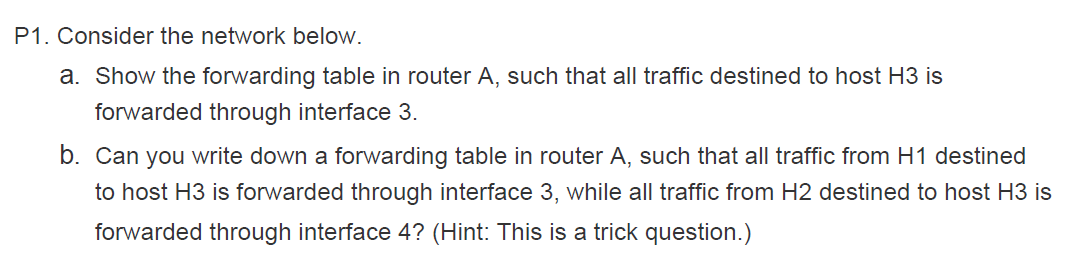 P1. Consider the network below.
a. Show the forwarding table in router A, such that all traffic destined to host H3 is
forwarded through interface 3.
b. Can you write down a forwarding table in router A, such that all traffic from H1 destined
to host H3 is forwarded through interface 3, while all traffic from H2 destined to host H3 is
forwarded through interface 4? (Hint: This is a trick question.)